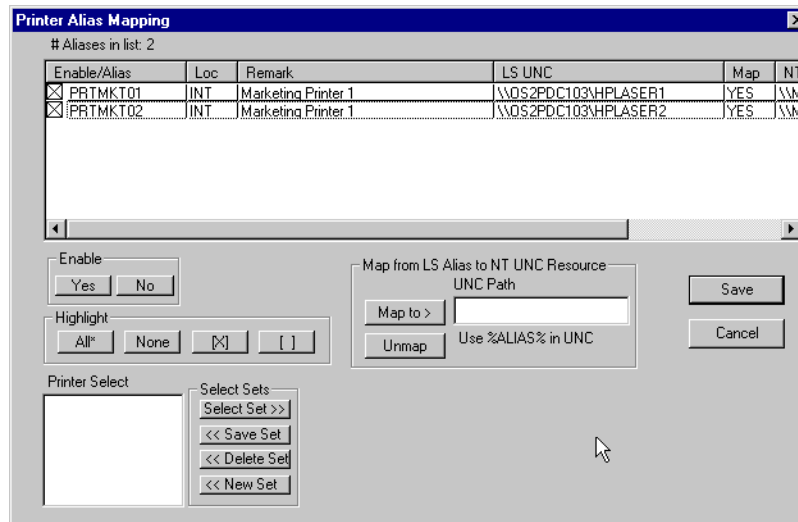 Printer Alias Mapping
# Aliases in list: 2
Enable/Alias Loc Remark LS UNC Map NT
PRTMKT01 INT Marketing Printer 1 \\OS2PDC103\HPLASER1 YES \\M
PRTMKT02 INT Marketing Printer 1 \\OS2PDC103\HPLASER2 YES \\M
Enable
Yes No
Map from LS Alias to NT UNC Resource
UNC Path
Map to >
Unmap
Use %ALIAS% in UNC
Save
Cancel
Highlight
All* None [X] [ ]
Printer Select
Select Sets
Select Set >>
<< Save Set
<< Delete Set
<< New Set